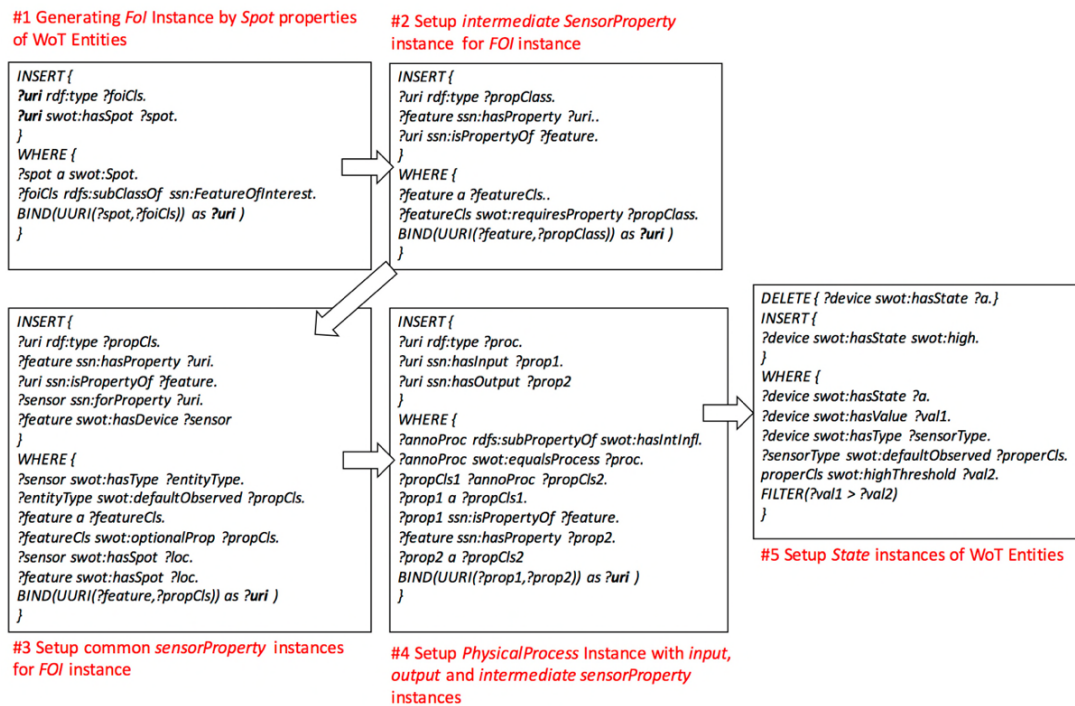 #1 Generating FoI Instance by Spot properties
of WoT Entities
INSERT {
?uri rdf:type ?foiCls.
?uri swot:hasSpot ?spot.
}
WHERE {
?spot a swot:Spot.
?foiCls rdfs:subClassOf ssn:FeatureOfInterest.
BIND(UURI(?spot,?foiCls)) as ?uri )
}
#2 Setup intermediate SensorProperty
instance for FOI instance
INSERT {
?uri rdf:type ?propClass.
?feature ssn:hasProperty ?uri..
?uri ssn:isPropertyOf ?feature.
}
WHERE {
?feature a ?featureCls..
?featureCls swot:requiresProperty ?propClass.
BIND(UURI(?feature,?propClass)) as ?uri )
}
INSERT {
?uri rdf:type ?propCls.
?feature ssn:hasProperty ?uri.
?uri ssn:isPropertyOf ?feature.
?sensor ssn:forProperty ?uri.
?feature swot:hasDevice ?sensor
}
WHERE {
?sensor swot:hasType ?entityType.
?entityType swot:defaultObserved ?propCls.
?feature a ?featureCls.
?featureCls swot:optionalProp ?propCls.
?sensor swot:hasSpot ?loc.
?feature swot:hasSpot ?loc.
BIND(UURI(?feature,?propCls)) as ?uri )
}
#3 Setup common sensorProperty instances
for FOI instance
INSERT {
?uri rdf:type ?proc.
?uri ssn:hasInput ?prop1.
?uri ssn:hasOutput ?prop2
}
WHERE {
?annoProc rdfs:subPropertyOf swot:hasIntInfl.
?annoProc swot:equalsProcess ?proc.
?propCls1 ?annoProc ?propCls2.
?prop1 a ?propCls1.
?prop1 ssn:isPropertyOf ?feature.
?feature ssn:hasProperty ?prop2.
?prop2 a ?propCls2
BIND(UURI(?prop1,?prop2)) as ?uri )
}
#4 Setup PhysicalProcess Instance with input,
output and intermediate sensorProperty
instances
DELETE { ?device swot:hasState ?a.}
INSERT {
?device swot:hasState swot:high.
}
WHERE {
?device swot:hasState ?a.
?device swot:hasValue ?val1.
?device swot:hasType ?sensorType.
?sensorType swot:defaultObserved ?properCls.
properCls swot:highThreshold ?val2.
FILTER(?val1 > ?val2)
}
#5 Setup State instances of WoT Entities